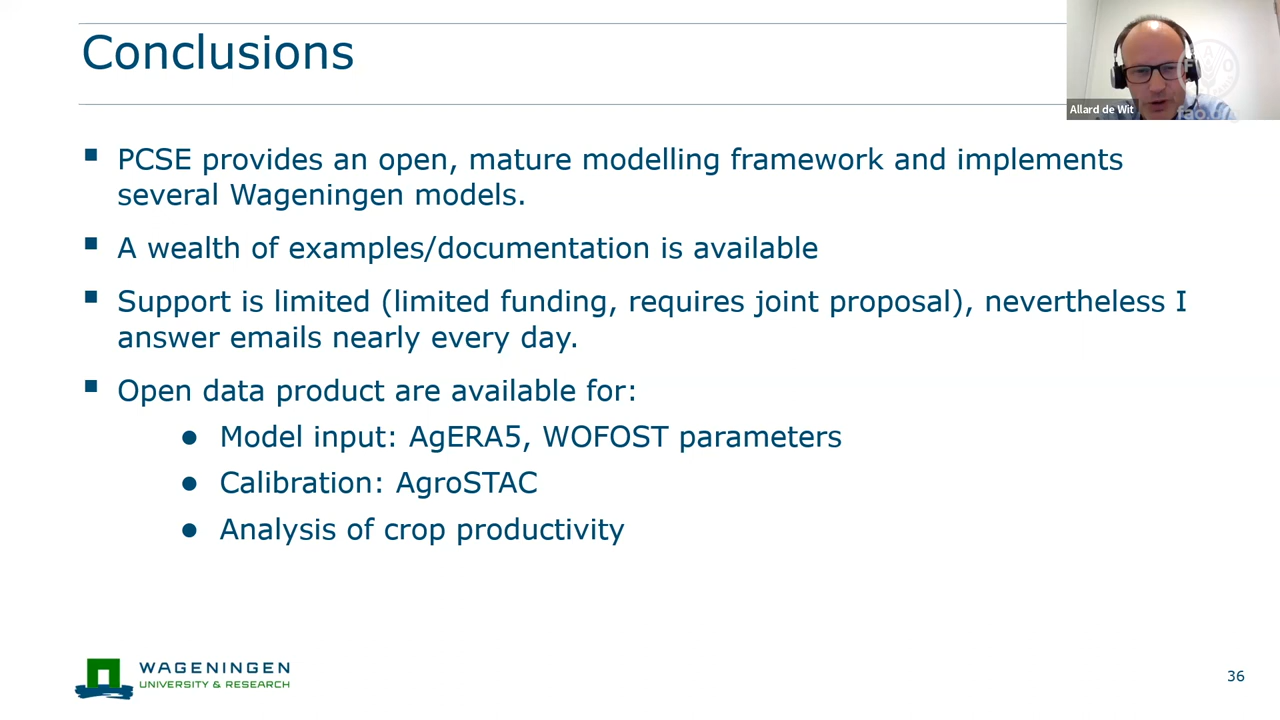 Conclusions
Allard de Wit
FAO
fao.org
PCSE provides an open, mature modelling framework and implements
several Wageningen models.
A wealth of examples/documentation is available
Support is limited (limited funding, requires joint proposal), nevertheless I
answer emails nearly every day.
Open data product are available for:
Model input: AgERA5, WOFOST parameters
Calibration: AgroSTAC
Analysis of crop productivity
WAGENINGEN
UNIVERSITY & RESEARCH
36